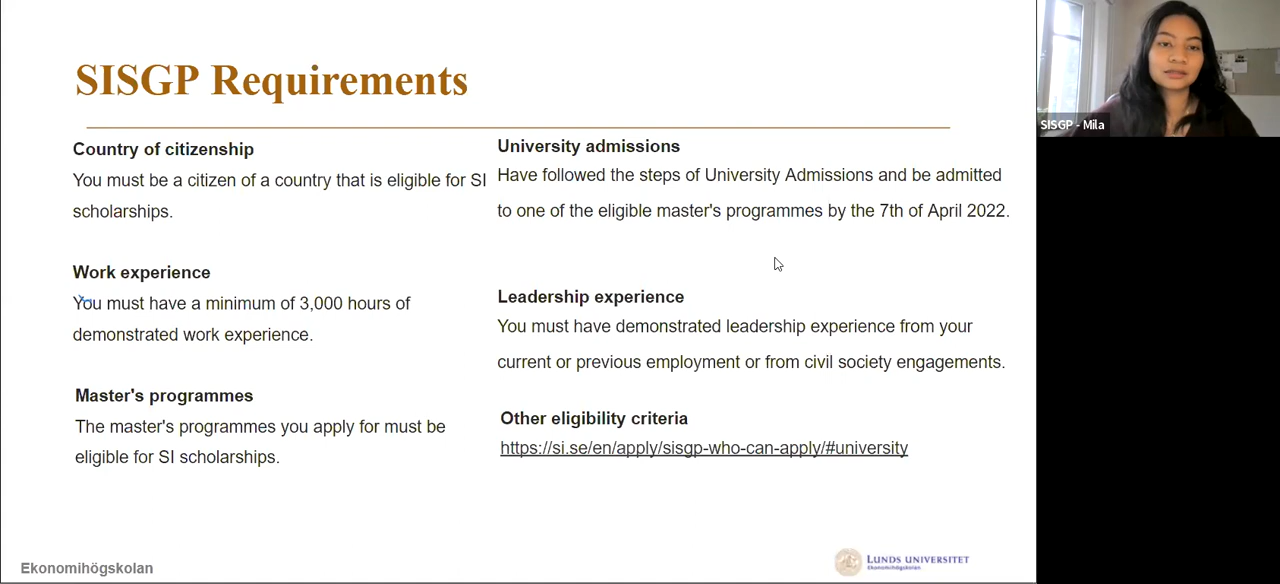 SISGP Requirements
Country of citizenship
You must be a citizen of a country that is eligible for SI
scholarships.
Work experience
You must have a minimum of 3,000 hours of
demonstrated work experience.
Master's programmes
The master's programmes you apply for must be
eligible for SI scholarships.
University admissions
Have followed the steps of University Admissions and be admitted
to one of the eligible master's programmes by the 7th of April 2022.
Leadership experience
You must have demonstrated leadership experience from your
current or previous employment or from civil society engagements.
Other eligibility criteria
https://si.se/en/apply/sisgp-who-can-apply/#university
Ekonomihögskolan
LUNDS UNIVERSITET
Ekonomihögskolan
SISGP - Mila